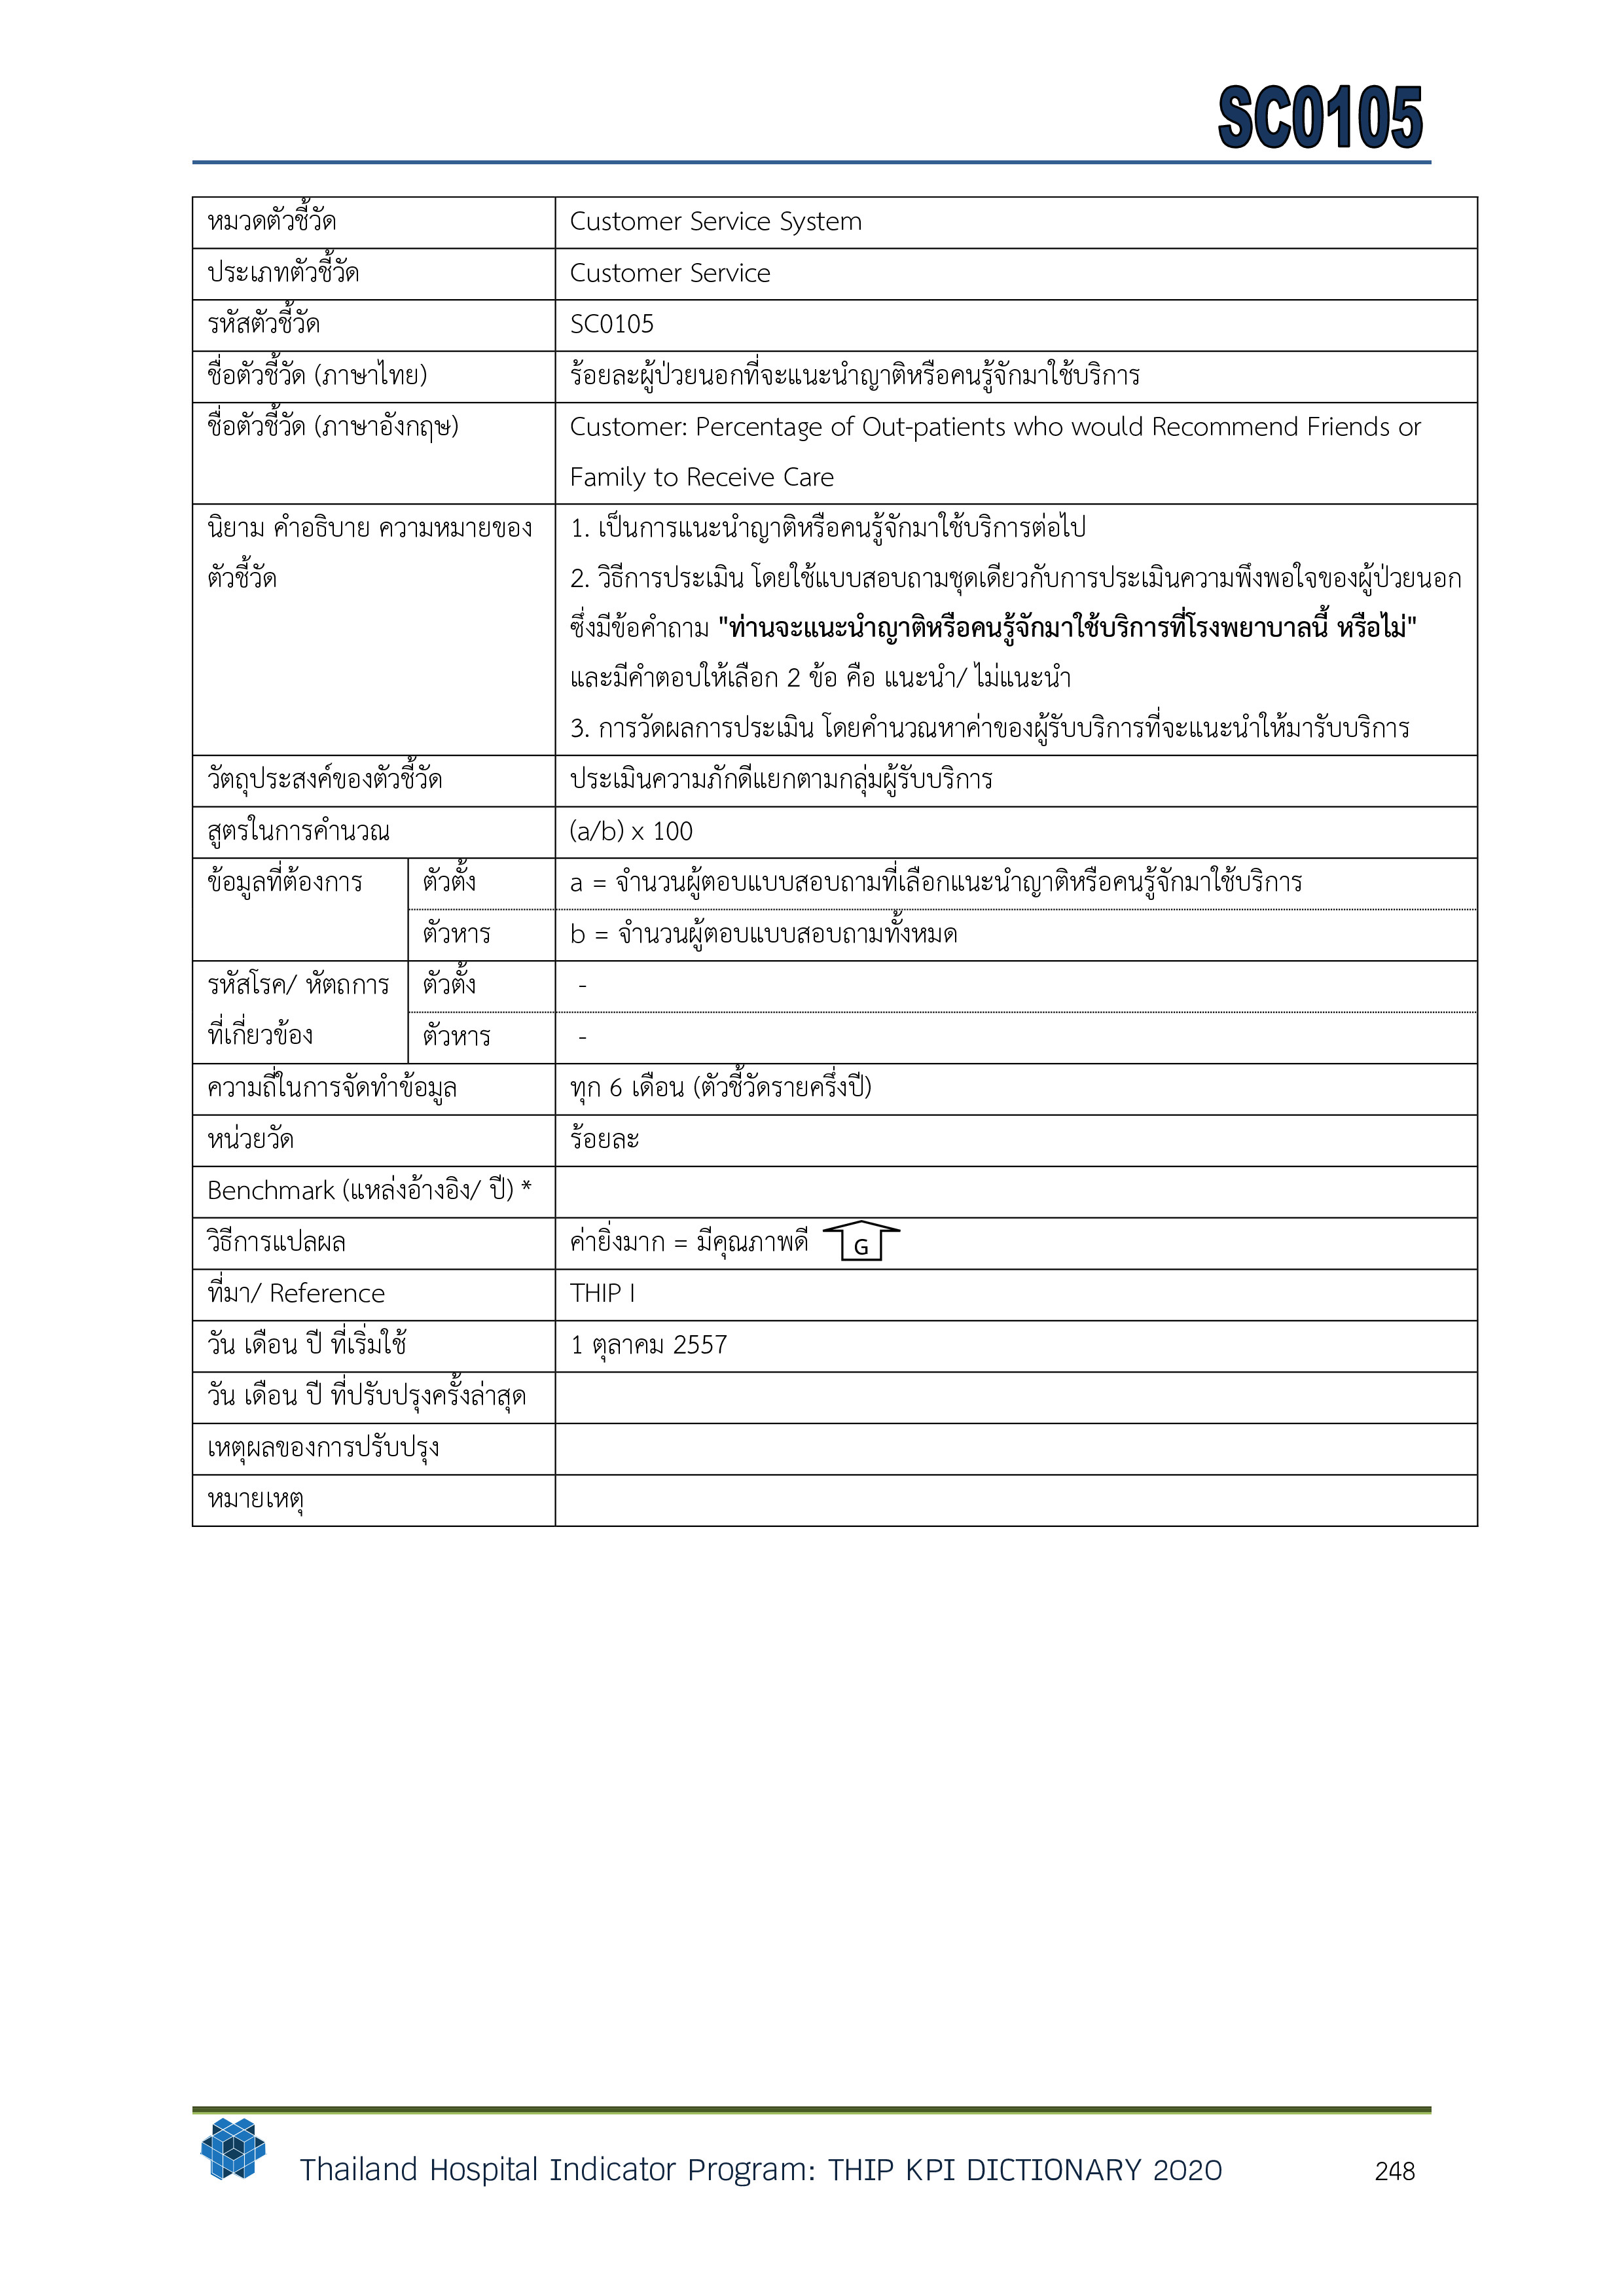 SC0105
หมวดตัวชี้วัด Customer Service System
ประเภทตัวชี้วัด Customer Service
รหัสตัวชี้วัด SC0105
ชื่อตัวชี้วัด (ภาษาไทย) ร้อยละผู้ป่วยนอกที่จะแนะนำญาติหรือคนรู้จักมาใช้บริการ
ชื่อตัวชี้วัด (ภาษาอังกฤษ) Customer: Percentage of Out-patients who would Recommend Friends or
Family to Receive Care
นิยาม คำอธิบาย ความหมายของ 1. เป็นการแนะนำญาติหรือคนรู้จักมาใช้บริการต่อไป
ตัวชี้วัด 2. วิธีการประเมิน โดยใช้แบบสอบถามชุดเดียวกับการประเมินความพึงพอใจของผู้ป่วยนอก
ซึ่งมีข้อคำถาม "ท่านจะแนะนำญาติหรือคนรู้จักมาใช้บริการที่โรงพยาบาลนี้ หรือไม่"
และมีคำตอบให้เลือก 2 ข้อ คือ แนะนำ/ ไม่แนะนำ
3. การวัดผลการประเมิน โดยคำนวณหาค่าของผู้รับบริการที่จะแนะนำให้มารับบริการ
วัตถุประสงค์ของตัวชี้วัด ประเมินความภักดีแยกตามกลุ่มผู้รับบริการ
สูตรในการคำนวณ (a/b) x 100
ข้อมูลที่ต้องการ ตัวตั้ง a = จำนวนผู้ตอบแบบสอบถามที่เลือกแนะนำญาติหรือคนรู้จักมาใช้บริการ
ตัวหาร b = จำนวนผู้ตอบแบบสอบถามทั้งหมด
รหัสโรค/ หัตถการ ตัวตั้ง -
ที่เกี่ยวข้อง ตัวหาร -
ความถี่ในการจัดทำข้อมูล ทุก 6 เดือน (ตัวชี้วัดรายครึ่งปี)
หน่วยวัด ร้อยละ
Benchmark (แหล่งอ้างอิง/ ปี) *
วิธีการแปลผล ค่ายิ่งมาก = มีคุณภาพดี G
ที่มา/ Reference THIP I
วัน เดือน ปี ที่เริ่มใช้ 1 ตุลาคม 2557
วัน เดือน ปี ที่ปรับปรุงครั้งล่าสุด
เหตุผลของการปรับปรุง
หมายเหตุ
Thailand Hospital Indicator Program: THIP KPI DICTIONARY 2020 248